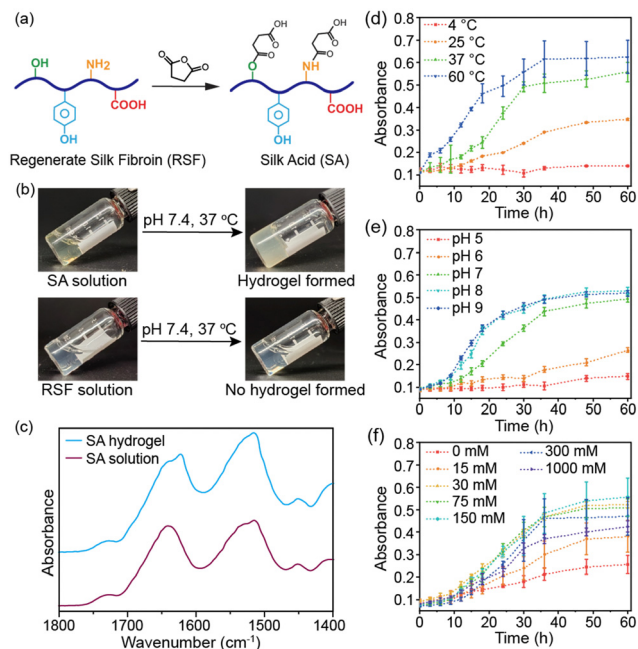 (a)
OH
NH2
COOH
OH
O
O
O
OH
O
O
O
OH
O
O
NH
COOH
OH
Regenerate Silk Fibroin (RSF)
Silk Acid (SA)
(b)
pH 7.4, 37 ºC
SA solution
Hydrogel formed
pH 7.4, 37 ºC
RSF solution
No hydrogel formed
(c)
SA hydrogel
SA solution
Absorbance
1800
1700
1600
1500
1400
Wavenumber (cm⁻¹)
(d)
4 °C
25 °C
37 °C
60 °C
Absorbance
0.8
0.7
0.6
0.5
0.4
0.3
0.2
0.1
0
10
20
30
40
50
60
Time (h)
(e)
pH 5
pH 6
pH 7
pH 8
pH 9
Absorbance
0.8
0.7
0.6
0.5
0.4
0.3
0.2
0.1
0
10
20
30
40
50
60
Time (h)
(f)
0 mM
15 mM
30 mM
75 mM
150 mM
300 mM
1000 mM
Absorbance
0.8
0.7
0.6
0.5
0.4
0.3
0.2
0.1
0
10
20
30
40
50
60
Time (h)